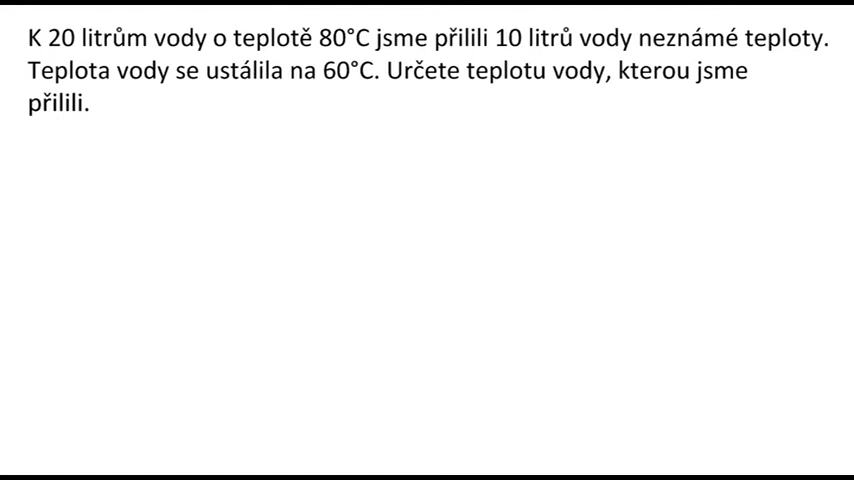 K 20 litrům vody o teplotě 80°C jsme přilili 10 litrů vody neznámé teploty.
Teplota vody se ustálila na 60°C. Určete teplotu vody, kterou jsme
přilili.